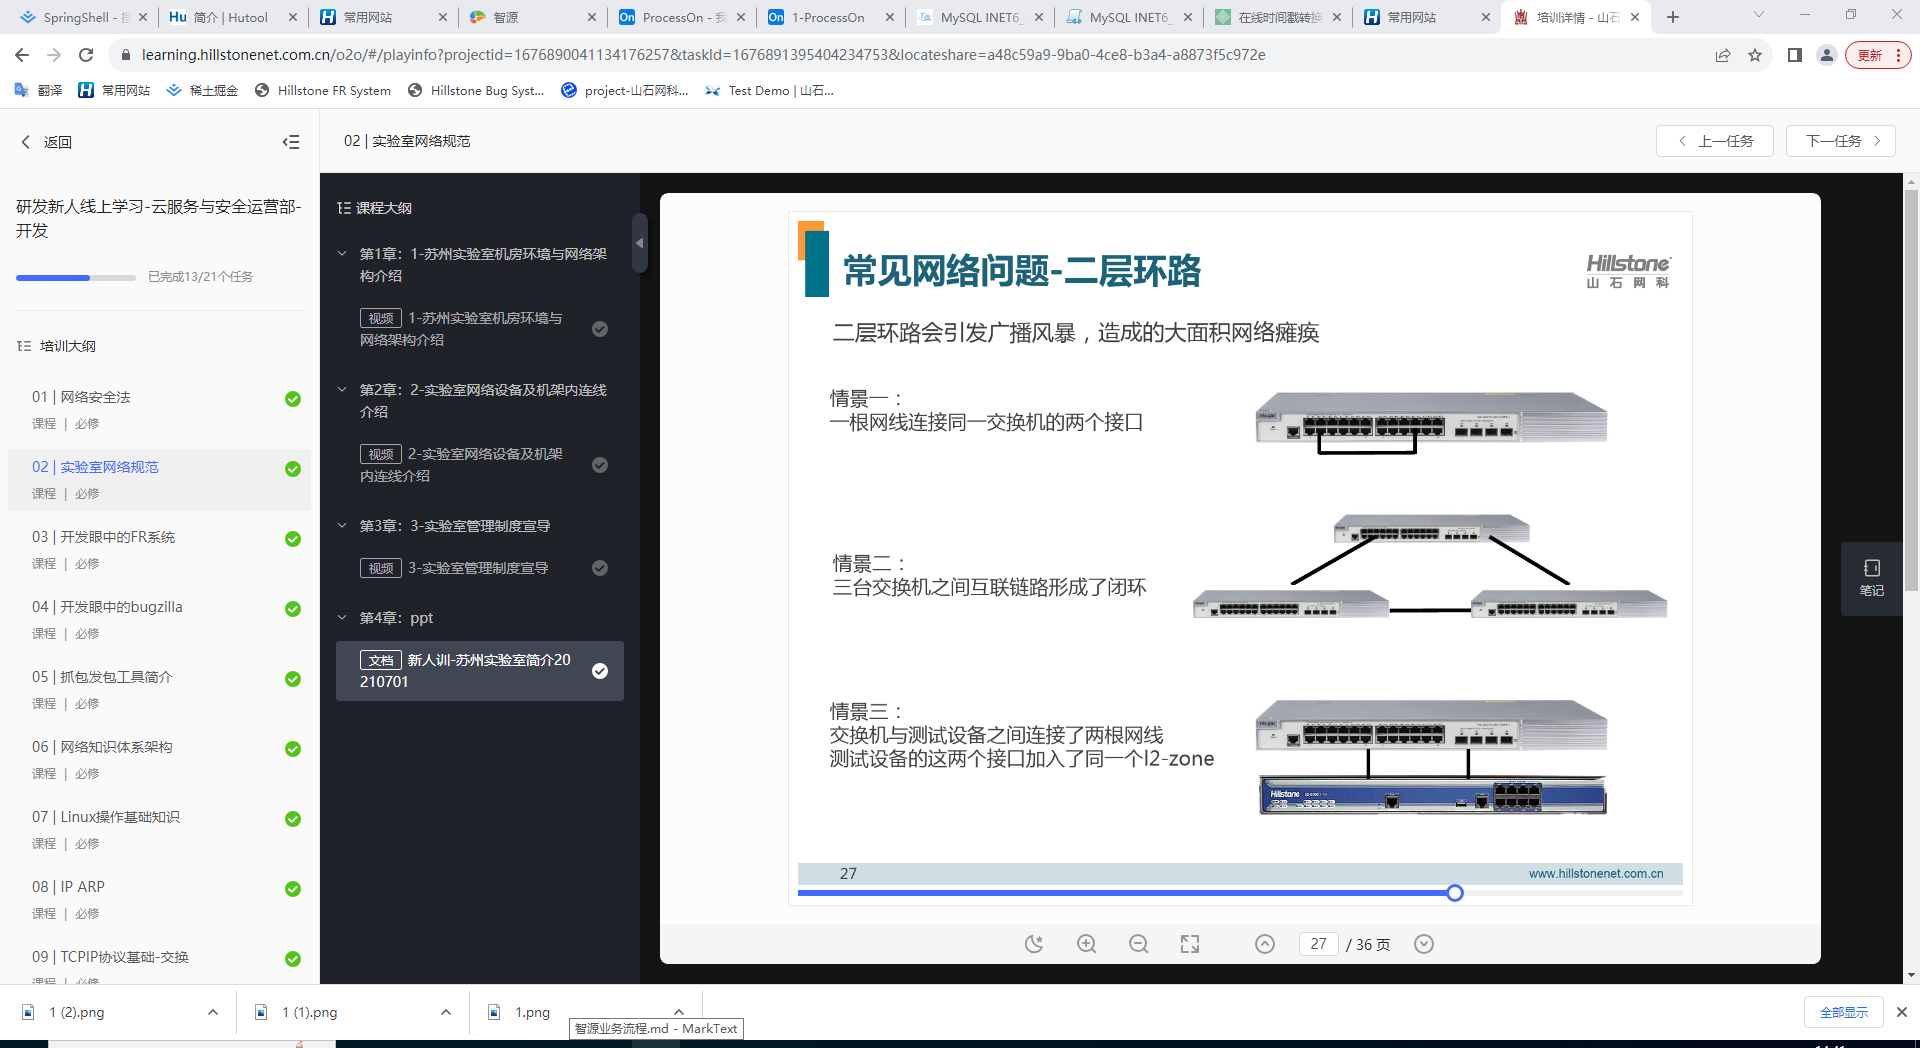 SpringShell - 搜
简介 | Hutool
常用网站
智源
ProcessOn - 我
1-ProcessOn
MySQL INET6_
MySQL INET6_
在线时间戳转换
常用网站
培训详情 - 山石
learning.hillstonenet.com.cn/o2o/#/playinfo?projectid=1676890041134176257&taskId=1676891395404234753&locateshare=a48c59a9-9ba0-4ce8-b3a4-a8873f5c972e
更新
翻译
常用网站
稀土掘金
Hillstone FR System
Hillstone Bug Syst...
project-山石网科...
Test Demo | 山石...
返回
02 | 实验室网络规范
上一任务
下一任务
研发新人线上学习-云服务与安全运营部-
开发
已完成13/21个任务
培训大纲
01 | 网络安全法
课程 | 必修
02 | 实验室网络规范
课程 | 必修
03 | 开发眼中的FR系统
课程 | 必修
04 | 开发眼中的bugzilla
课程 | 必修
05 | 抓包发包工具简介
课程 | 必修
06 | 网络知识体系架构
课程 | 必修
07 | Linux操作基础知识
课程 | 必修
08 | IP ARP
课程 | 必修
09 | TCPIP协议基础-交换
课程 | 必修
课程大纲
第1章：1-苏州实验室机房环境与网络架
构介绍
视频 1-苏州实验室机房环境与
网络架构介绍
第2章：2-实验室网络设备及机架内连线
介绍
视频 2-实验室网络设备及机架
内连线介绍
第3章：3-实验室管理制度宣导
视频 3-实验室管理制度宣导
第4章：ppt
文档 新人训-苏州实验室简介20
210701
常见网络问题-二层环路
Hillstone
山石网科
二层环路会引发广播风暴，造成的大面积网络瘫痪
情景一：
一根网线连接同一交换机的两个接口
情景二：
三台交换机之间互联链路形成了闭环
情景三：
交换机与测试设备之间连接了两根网线
测试设备的这两个接口加入了同一个l2-zone
Hillstone
27
www.hillstonenet.com.cn
27 / 36 页
笔记
1 (2).png
1 (1).png
1.png
智源业务流程.md - MarkText
全部显示